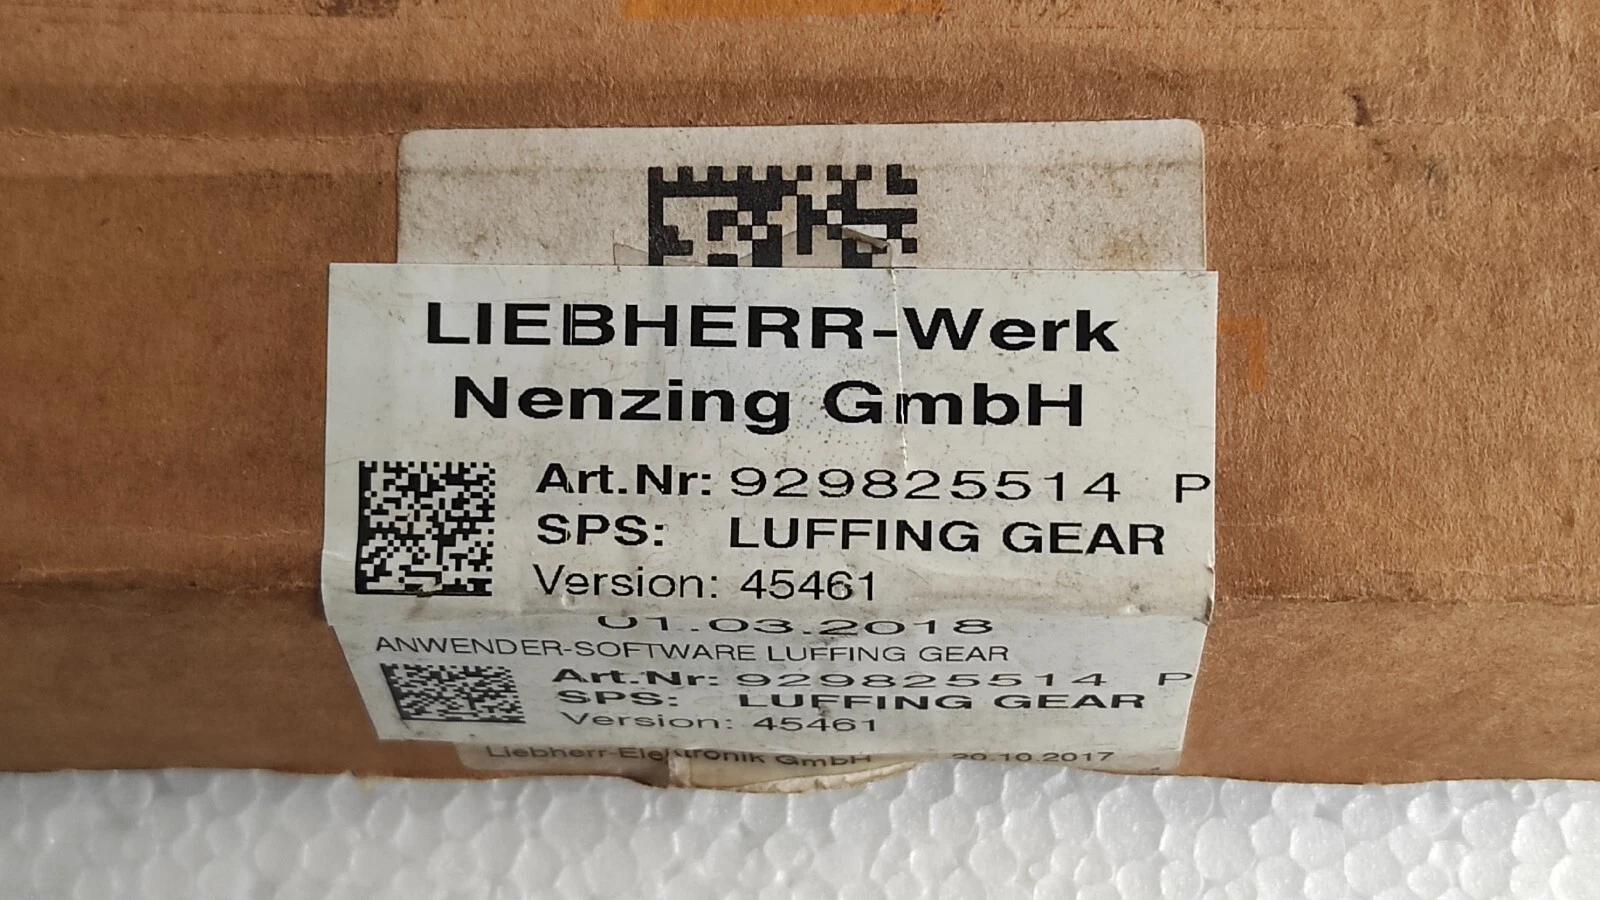 LIEBHERR-Werk
Nenzing GmbH
Art.Nr: 929825514 P
SPS: LUFFING GEAR
Version: 45461
01.03.2018
ANWENDER-SOFTWARE LUFFING GEAR
Art.Nr: 929825514 P
SPS: LUFFING GEAR
Version: 45461
Liebherr-Elektronik GmbH 20.10.2017